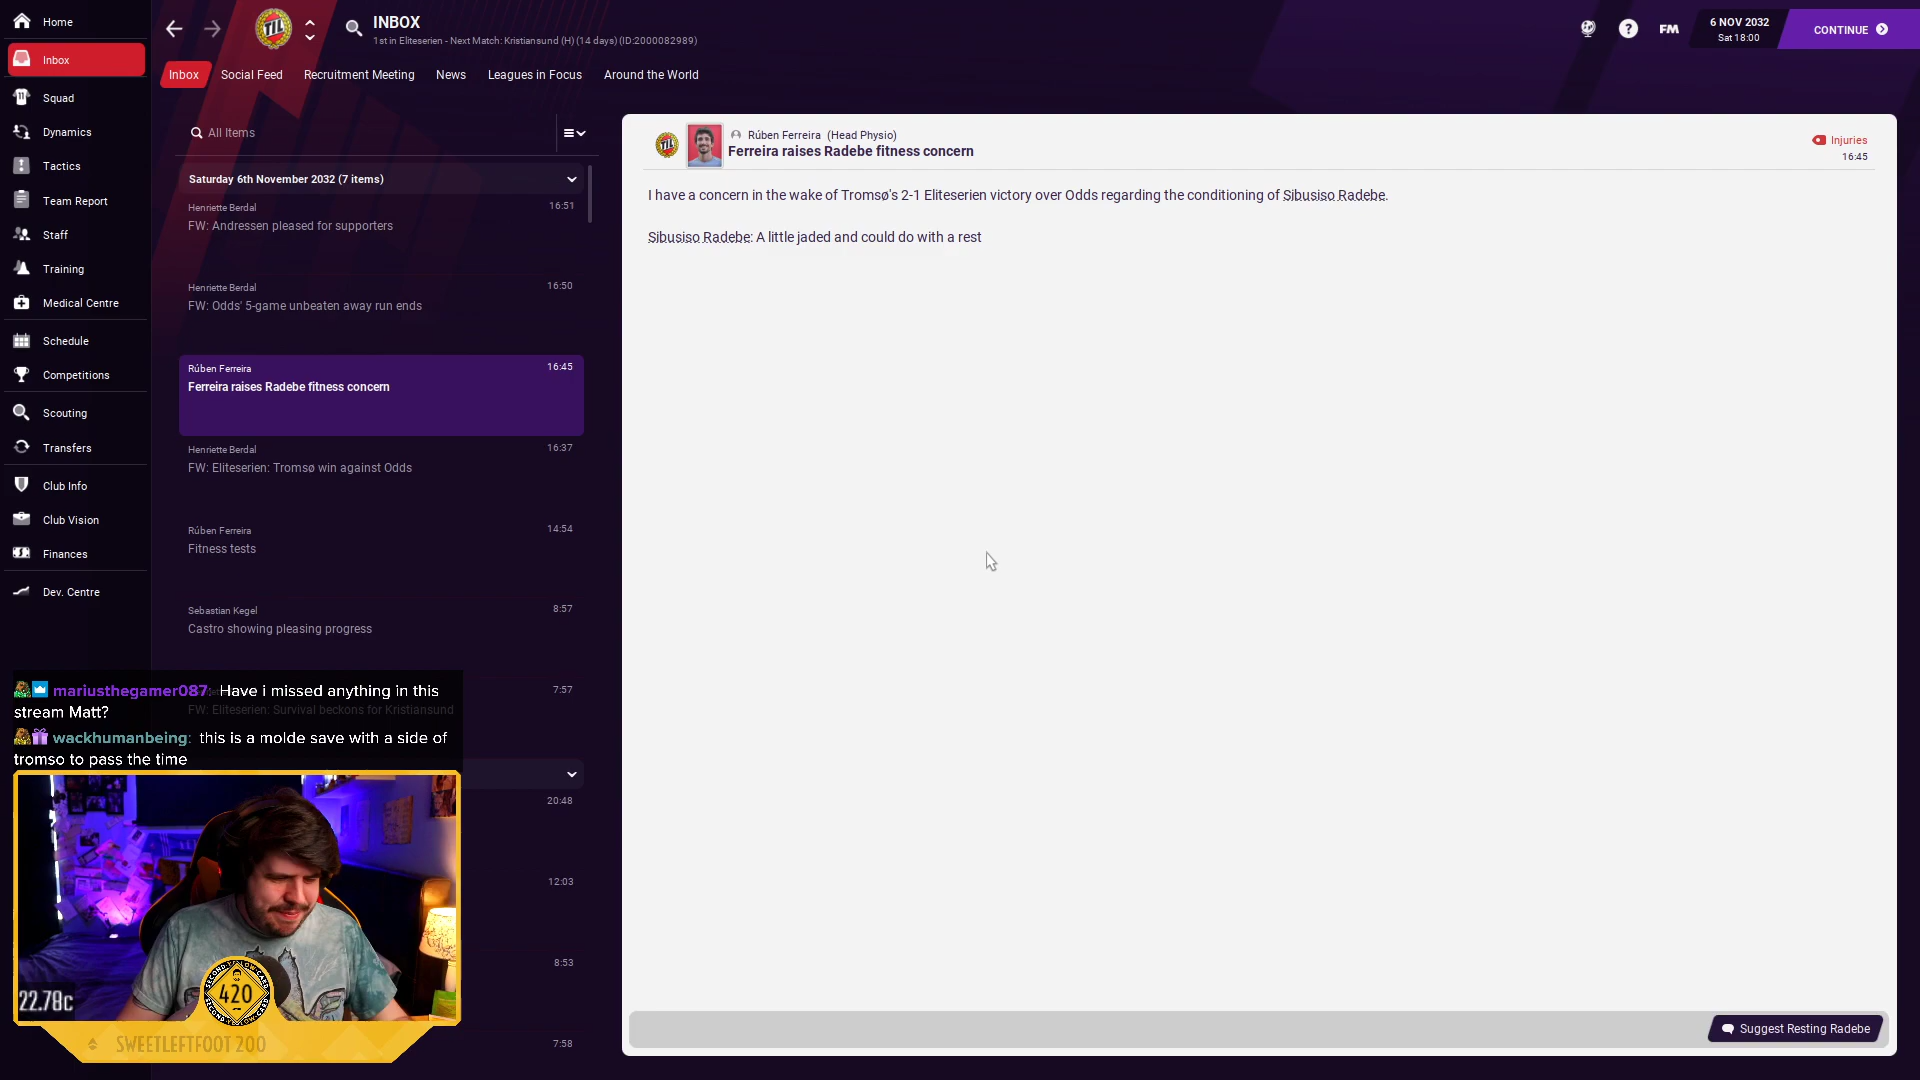 Home
Inbox
Squad
Dynamics
Tactics
Team Report
Staff
Training
Medical Centre
Schedule
Competitions
Scouting
Transfers
Club Info
Club Vision
Finances
Dev. Centre
TIL
INBOX
1st in Eliteserien - Next Match: Kristiansund (H) (14 days) (ID:2000082989)
FM
6 NOV 2032
Sat 18:00
CONTINUE
Inbox
Social Feed
Recruitment Meeting
News
Leagues in Focus
Around the World
All Items
Saturday 6th November 2032 (7 items)
Henriette Berdal 16:51
FW: Andressen pleased for supporters
Henriette Berdal 16:50
FW: Odds' 5-game unbeaten away run ends
Rúben Ferreira 16:45
Ferreira raises Radebe fitness concern
Henriette Berdal 16:37
FW: Eliteserien: Tromsø win against Odds
Rúben Ferreira 14:54
Fitness tests
Sebastian Kegel 8:57
Castro showing pleasing progress
7:57
FW: Eliteserien: Survival beckons for Kristiansund
20:48
12:03
8:53
7:58
Rúben Ferreira (Head Physio)
Ferreira raises Radebe fitness concern
Injuries
16:45
I have a concern in the wake of Tromsø's 2-1 Eliteserien victory over Odds regarding the conditioning of Sibusiso Radebe.
Sibusiso Radebe: A little jaded and could do with a rest
Suggest Resting Radebe
mariusthegamer087: Have i missed anything in this
stream Matt?
wackhumanbeing: this is a molde save with a side of
tromso to pass the time
22.78c
SECOND YELLOW CARD
420
SWEETLEFTFOOT 200